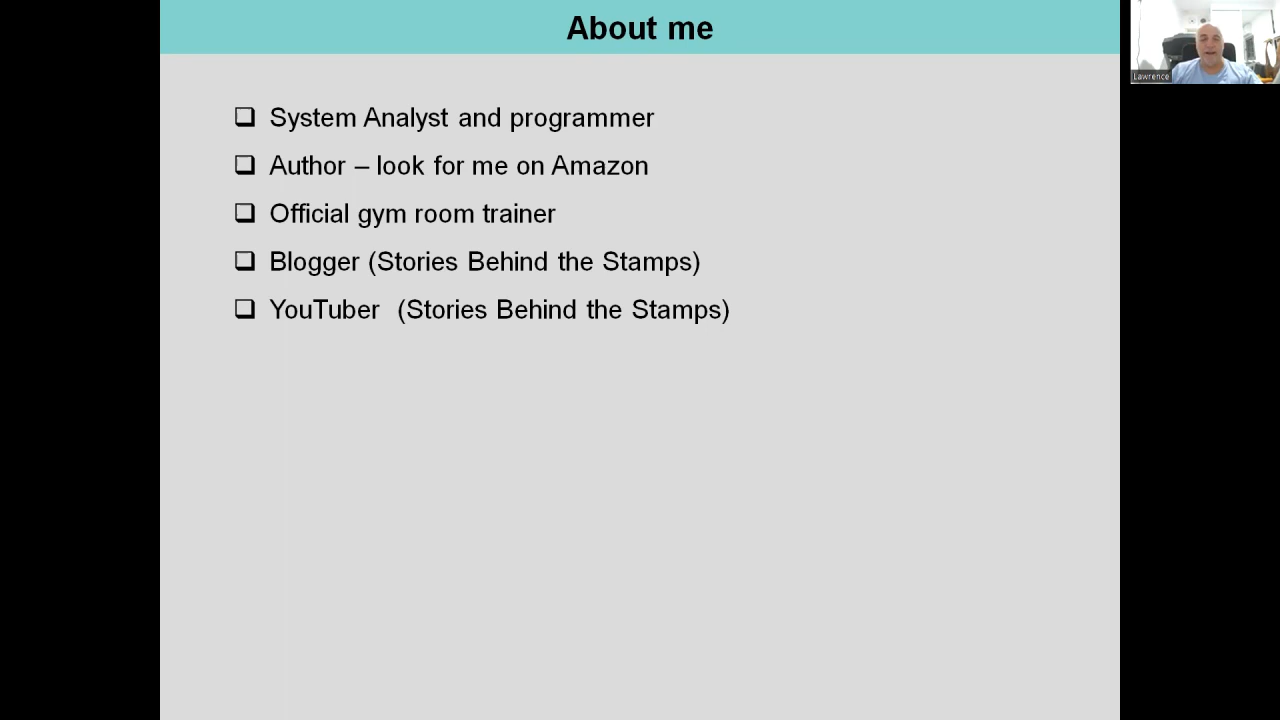 About me
❑ System Analyst and programmer
❑ Author – look for me on Amazon
❑ Official gym room trainer
❑ Blogger (Stories Behind the Stamps)
❑ YouTuber  (Stories Behind the Stamps)
Lawrence